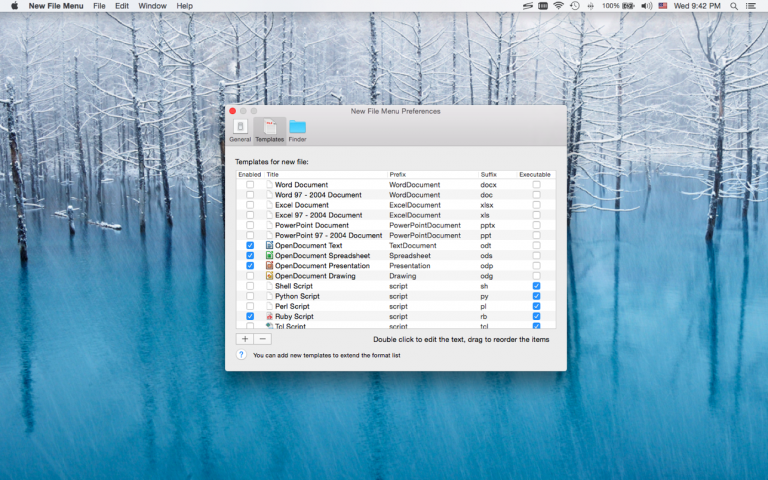 New File Menu File Edit Window Help 100% Wed 9:42 PM
New File Menu Preferences
General Templates Finder
Templates for new file:
Enabled Title Prefix Suffix Executable
Word Document WordDocument docx
Word 97 - 2004 Document WordDocument doc
Excel Document ExcelDocument xlsx
Excel 97 - 2004 Document ExcelDocument xls
PowerPoint Document PowerPointDocument pptx
PowerPoint 97 - 2004 Document PowerPointDocument ppt
OpenDocument Text TextDocument odt
OpenDocument Spreadsheet Spreadsheet ods
OpenDocument Presentation Presentation odp
OpenDocument Drawing Drawing odg
Shell Script script sh
Python Script script py
Perl Script script pl
Ruby Script script rb
Tcl Script script tcl
+ − Double click to edit the text, drag to reorder the items
? You can add new templates to extend the format list